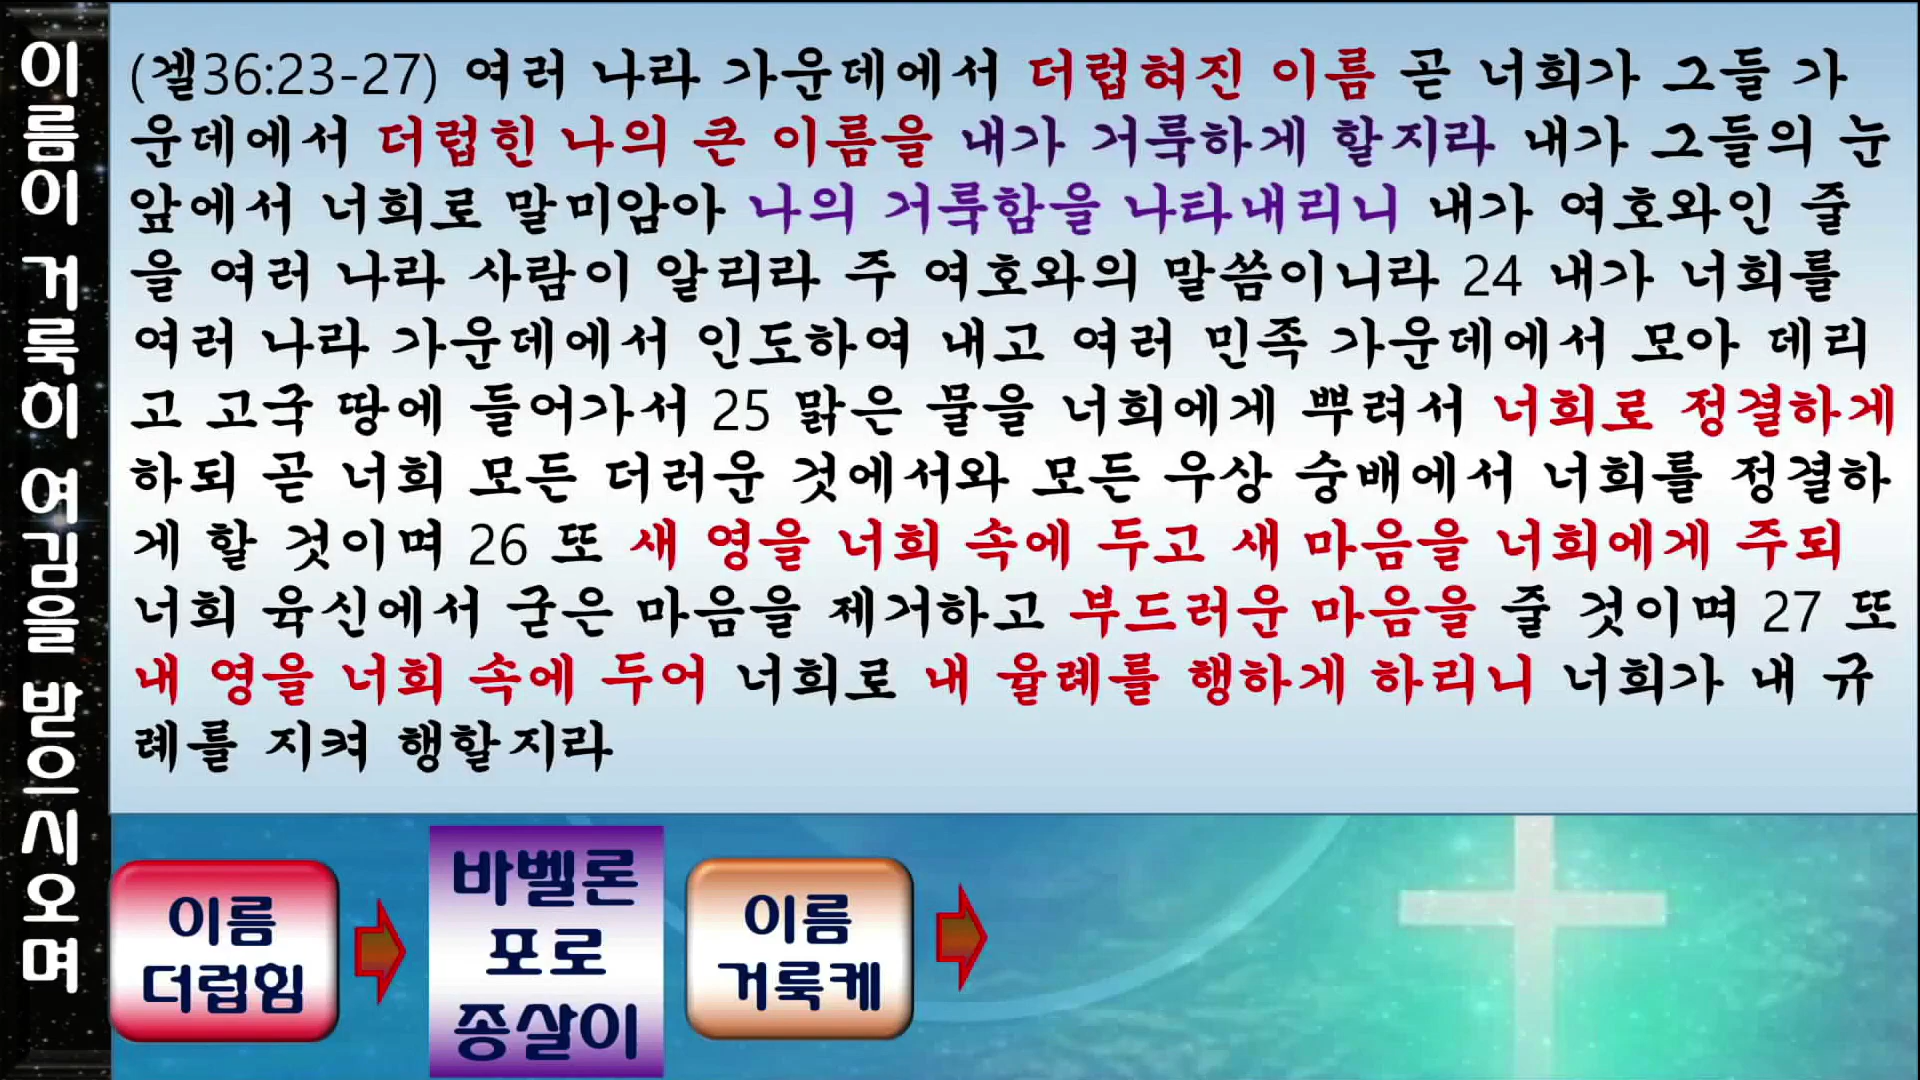 이름이 거룩히 여김을 받으시오며
(겔36:23-27) 여러 나라 가운데에서 더럽혀진 이름 곧 너희가 그들 가
운데에서 더럽힌 나의 큰 이름을 내가 거룩하게 할지라 내가 그들의 눈
앞에서 너희로 말미암아 나의 거룩함을 나타내리니 내가 여호와인 줄
을 여러 나라 사람이 알리라 주 여호와의 말씀이니라 24 내가 너희를
여러 나라 가운데에서 인도하여 내고 여러 민족 가운데에서 모아 데리
고 고국 땅에 들어가서 25 맑은 물을 너희에게 뿌려서 너희로 정결하게
하되 곧 너희 모든 더러운 것에서와 모든 우상 숭배에서 너희를 정결하
게 할 것이며 26 또 새 영을 너희 속에 두고 새 마음을 너희에게 주되
너희 육신에서 굳은 마음을 제거하고 부드러운 마음을 줄 것이며 27 또
내 영을 너희 속에 두어 너희로 내 율례를 행하게 하리니 너희가 내 규
례를 지켜 행할지라
이름
더럽힘
바벨론
포로
종살이
이름
거룩케